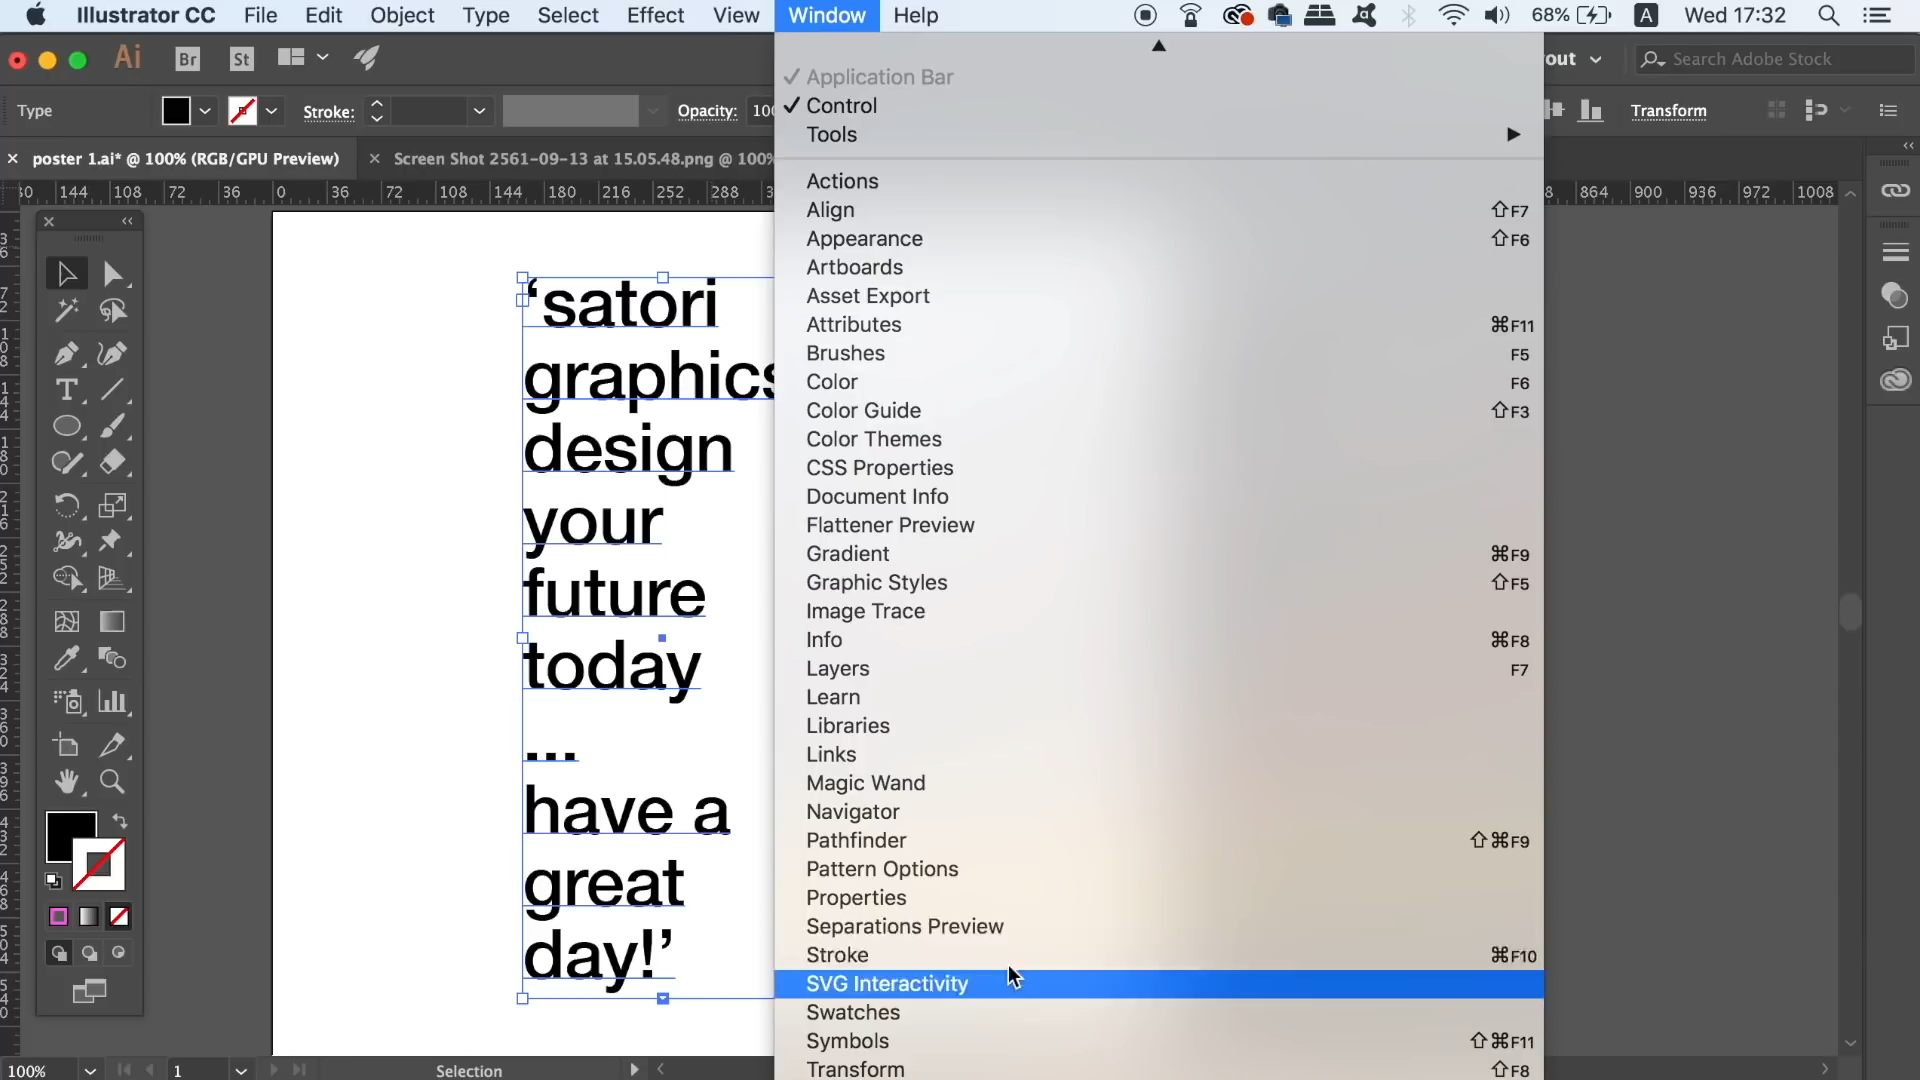 Illustrator CC File Edit Object Type Select Effect View Window Help 68% A Wed 17:32
Ai Br St out Search Adobe Stock
Type Stroke: Opacity: 100 Transform
poster 1.ai* @ 100% (RGB/GPU Preview) Screen Shot 2561-09-13 at 15.05.48.png @ 100%
144 108 72 36 0 36 72 108 144 180 216 252 288 864 900 936 972 1008
‘satori
graphics
design
your
future
today
...
have a
great
day!’
Application Bar
Control
Tools
Actions
Align ⇧F7
Appearance ⇧F6
Artboards
Asset Export
Attributes ⌘F11
Brushes F5
Color F6
Color Guide ⇧F3
Color Themes
CSS Properties
Document Info
Flattener Preview
Gradient ⌘F9
Graphic Styles ⇧F5
Image Trace
Info ⌘F8
Layers F7
Learn
Libraries
Links
Magic Wand
Navigator
Pathfinder ⇧⌘F9
Pattern Options
Properties
Separations Preview
Stroke ⌘F10
SVG Interactivity
Swatches
Symbols ⇧⌘F11
Transform ⇧F8
100% 1 Selection